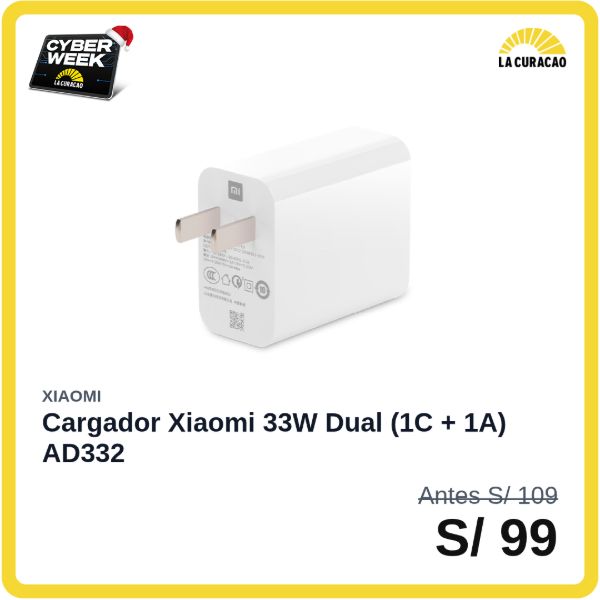 CYBER
WEEK
LA CURACAO
LA CURACAO
XIAOMI
Cargador Xiaomi 33W Dual (1C + 1A)
AD332
Antes S/ 109
S/ 99